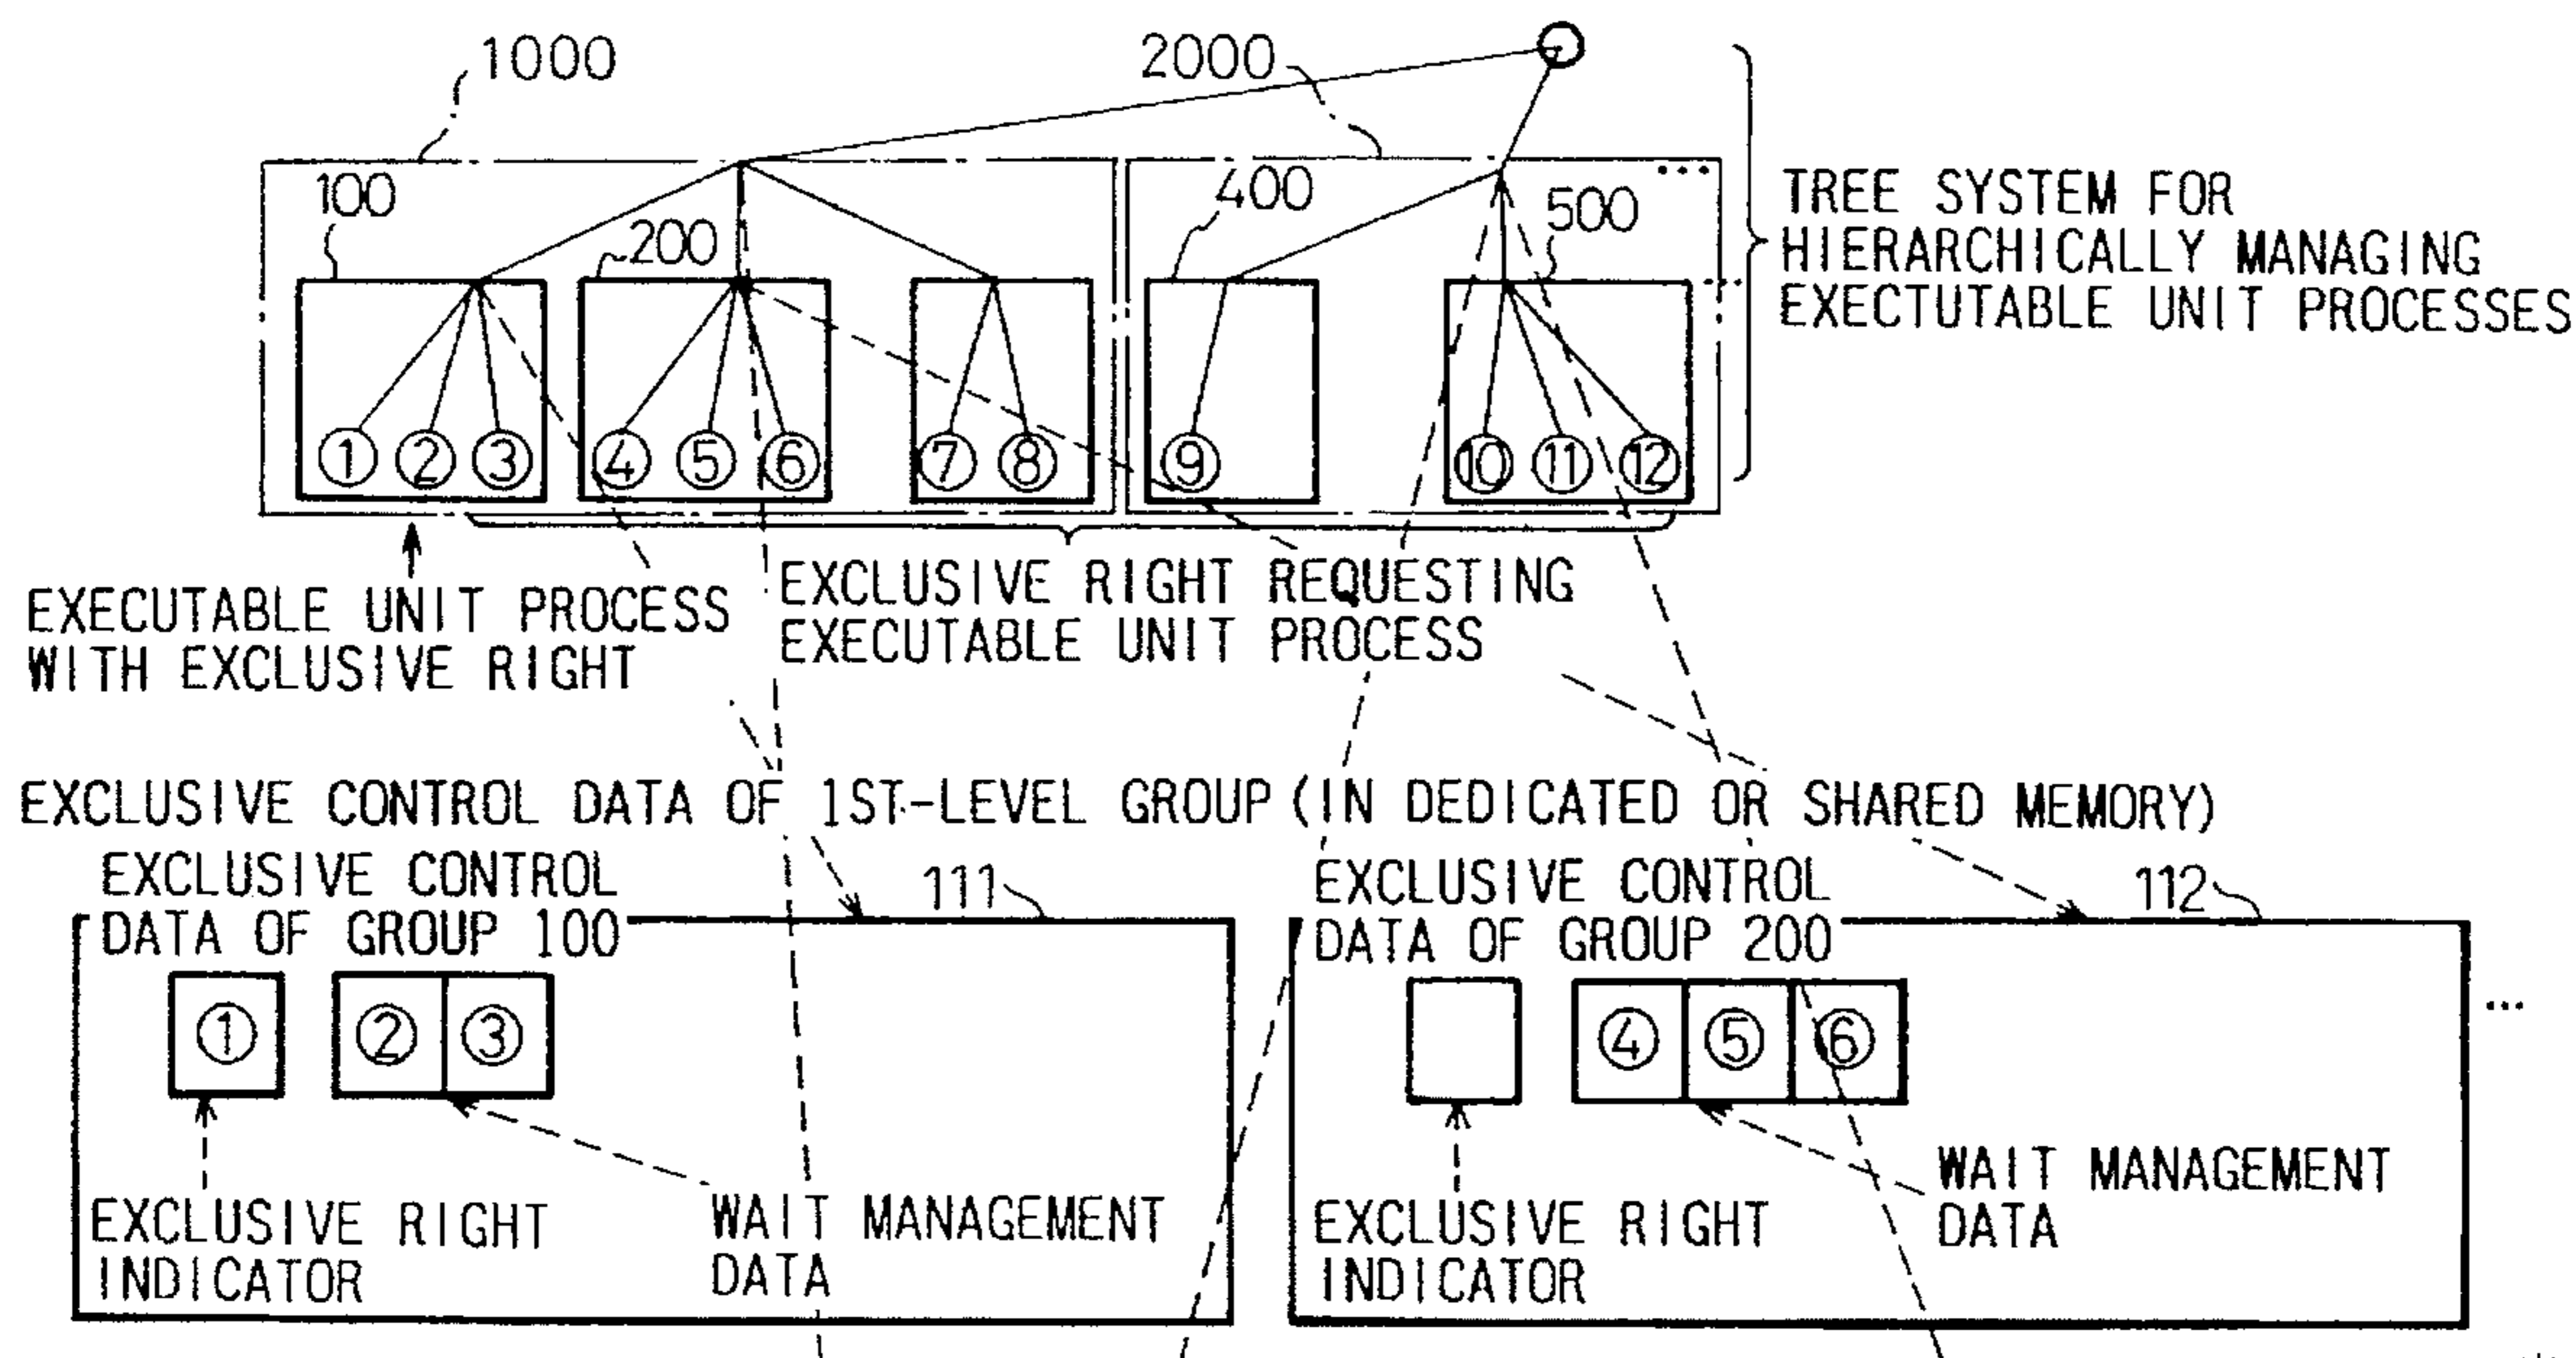 1000
2000
100
200
400
500
...
TREE SYSTEM FOR
HIERARCHICALLY MANAGING
EXECTUTABLE UNIT PROCESSES
① ② ③ ④ ⑤ ⑥ ⑦ ⑧ ⑨ ⑩ ⑪ ⑫
EXECUTABLE UNIT PROCESS
WITH EXCLUSIVE RIGHT
EXCLUSIVE RIGHT REQUESTING
EXECUTABLE UNIT PROCESS
EXCLUSIVE CONTROL DATA OF 1ST-LEVEL GROUP (IN DEDICATED OR SHARED MEMORY)
EXCLUSIVE CONTROL
DATA OF GROUP 100
111
① ② ③
EXCLUSIVE RIGHT
INDICATOR
WAIT MANAGEMENT
DATA
EXCLUSIVE CONTROL
DATA OF GROUP 200
112
④ ⑤ ⑥
...
EXCLUSIVE RIGHT
INDICATOR
WAIT MANAGEMENT
DATA